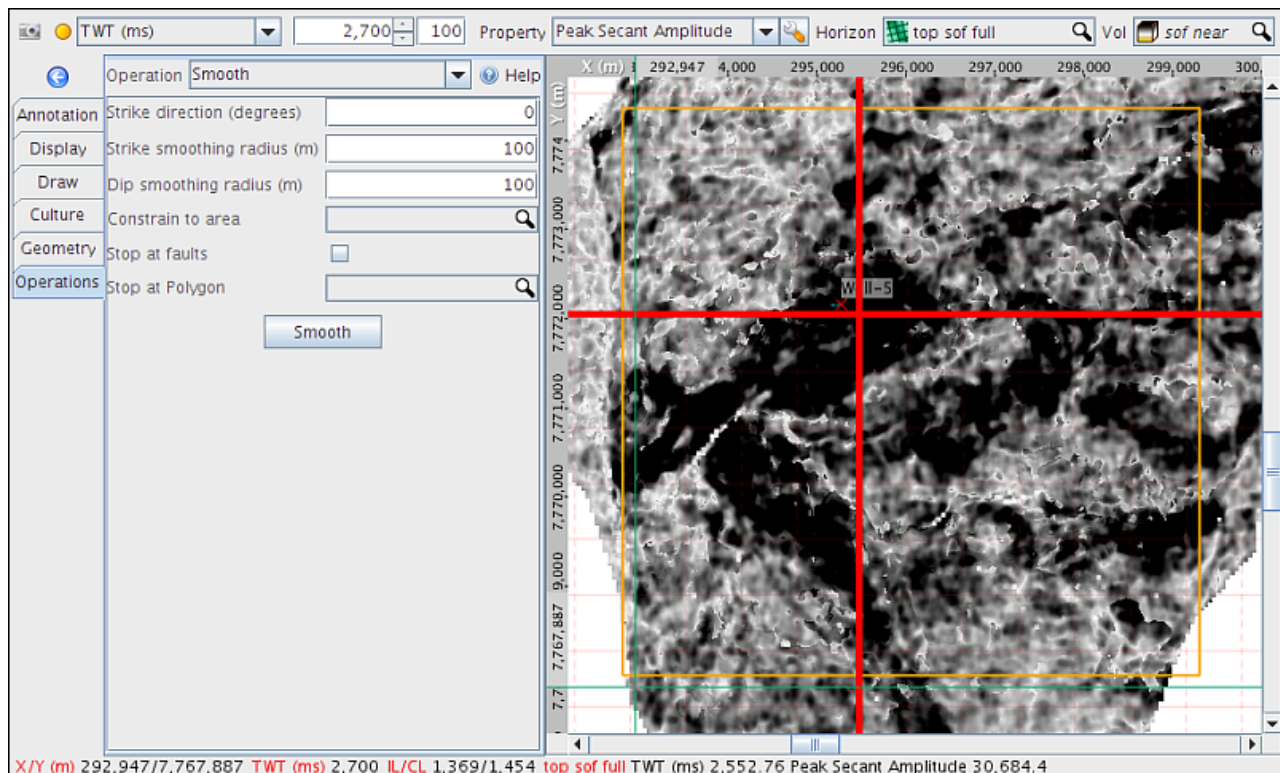 TWT (ms) 2,700 100 Property Peak Secant Amplitude Horizon top sof full Vol sof near
Operation Smooth Help
Annotation
Display
Draw
Culture
Geometry
Operations
Strike direction (degrees) 0
Strike smoothing radius (m) 100
Dip smoothing radius (m) 100
Constrain to area
Stop at faults
Stop at Polygon
Smooth
X (m) 292,947 4,000 295,000 296,000 297,000 298,000 299,000 300,
Y (m)
7,774
7,773,000
7,772,000
7,771,000
7,770,000
9,000
7,767,887
7,7
X/Y (m) 292,947/7,767,887 TWT (ms) 2,700 IL/CL 1,369/1,454 top sof full TWT (ms) 2,552.76 Peak Secant Amplitude 30,684.4